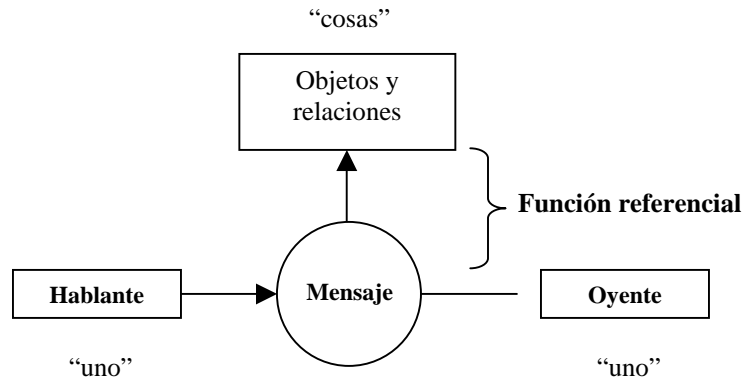 “cosas”
Objetos y
relaciones
Función referencial
Hablante
Mensaje
Oyente
“uno”
“uno”